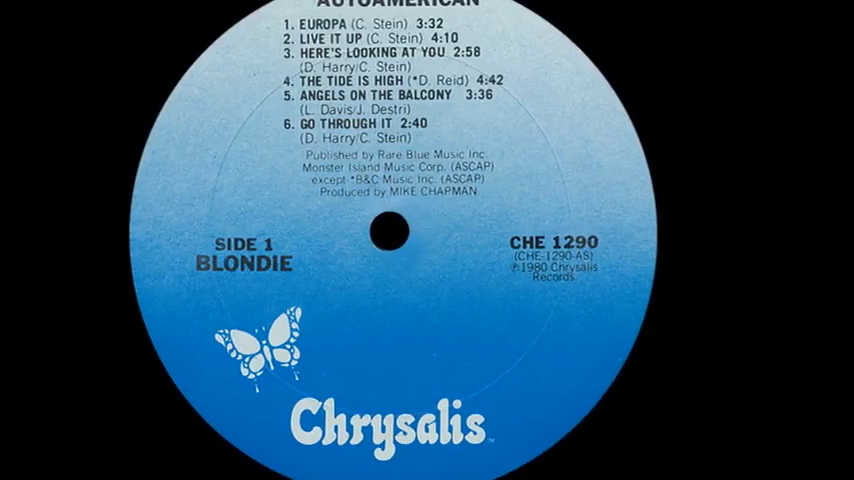 AUTOAMERICAN
1. EUROPA (C. Stein) 3:32
2. LIVE IT UP (C. Stein) 4:10
3. HERE'S LOOKING AT YOU 2:58
(D. Harry/C. Stein)
4. THE TIDE IS HIGH (*D. Reid) 4:42
5. ANGELS ON THE BALCONY 3:36
(L. Davis/J. Destri)
6. GO THROUGH IT 2:40
(D. Harry/C. Stein)
Published by Rare Blue Music Inc.
Monster Island Music Corp. (ASCAP)
except *B&C Music Inc. (ASCAP)
Produced by MIKE CHAPMAN
SIDE 1
BLONDIE
CHE 1290
(CHE-1290-AS)
℗1980 Chrysalis
Records
Chrysalis™